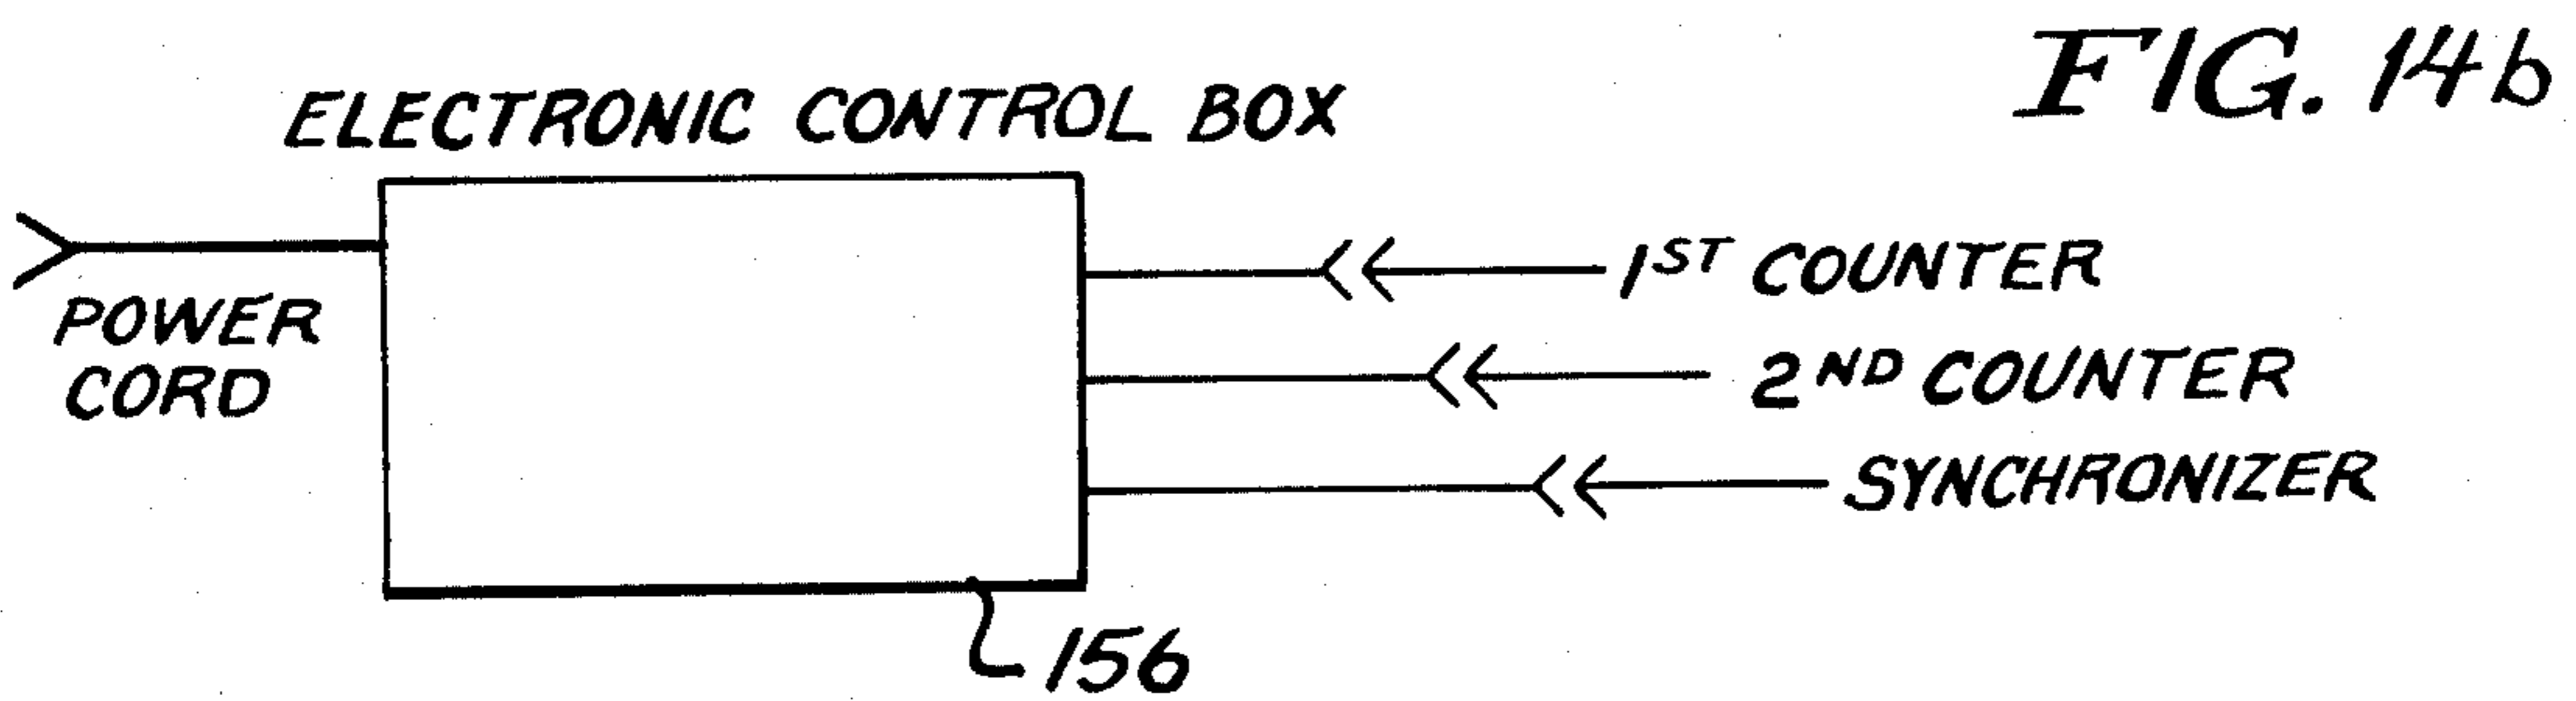 FIG. 14b
ELECTRONIC CONTROL BOX
POWER
CORD
1ST COUNTER
2ND COUNTER
SYNCHRONIZER
156